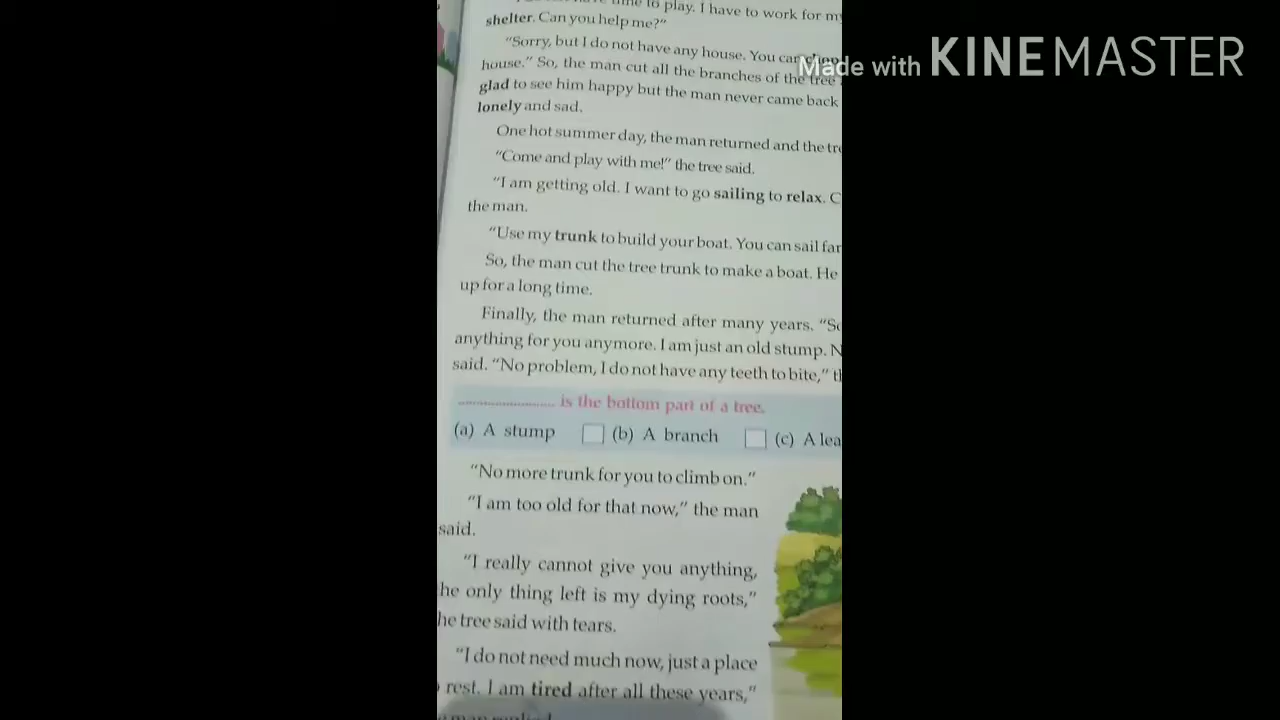 to play. I have to work for my
shelter. Can you help me?"
"Sorry, but I do not have any house. You can
house." So, the man cut all the branches of the tree
glad to see him happy but the man never came back
lonely and sad.
One hot summer day, the man returned and the
"Come and play with me!" the tree said.
"I am getting old. I want to go sailing to relax.
the man.
"Use my trunk to build your boat. You can sail far
So, the man cut the tree trunk to make a boat. He
up for a long time.
Finally, the man returned after many years.
anything for you anymore. I am just an old stump.
said. "No problem, I do not have any teeth to bite,"
........................ is the bottom part of a tree.
(a) A stump (b) A branch (c) A
"No more trunk for you to climb on."
"I am too old for that now," the man
said.
"I really cannot give you anything,
he only thing left is my dying roots,"
he tree said with tears.
"I do not need much now, just a place
rest. I am tired after all these years,"
Made with KINEMASTER